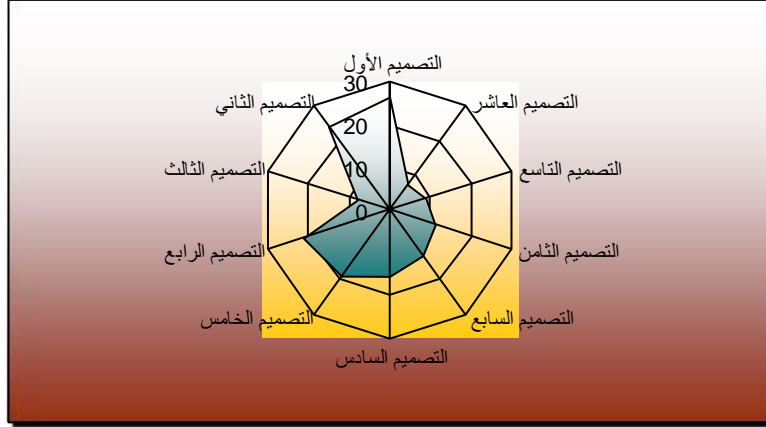 التصميم الأول
التصميم العاشر
التصميم الثاني
التصميم التاسع
التصميم الثالث
التصميم الثامن
التصميم الرابع
التصميم السابع
التصميم الخامس
التصميم السادس
30
20
10
0